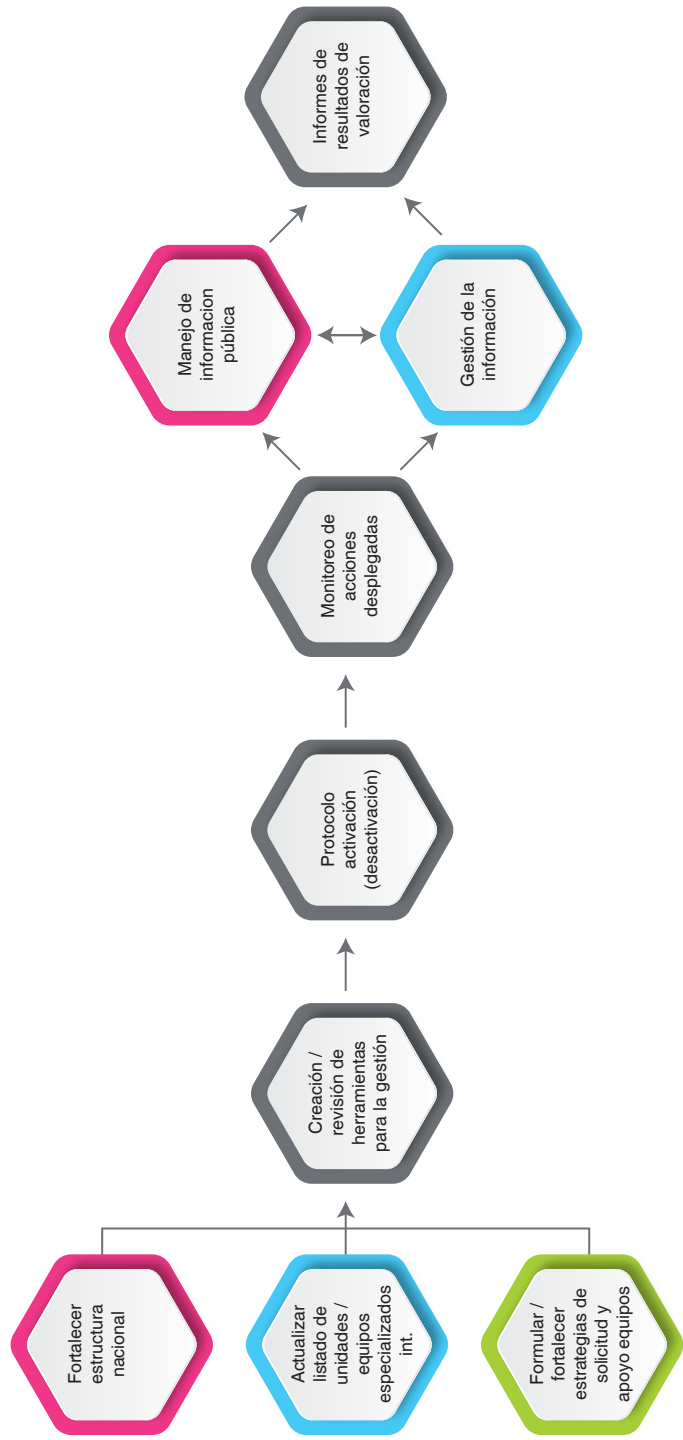 Fortalecer
estructura
nacional
Actualizar
listado de
unidades /
equipos
especializados
int.
Formular /
fortalecer
estrategias de
solicitud y
apoyo equipos
Creación /
revisión de
herramientas
para la gestión
Protocolo
activación
(desactivación)
Monitoreo de
acciones
desplegadas
Manejo de
informacion
pública
Gestión de la
información
Informes de
resultados de
valoración